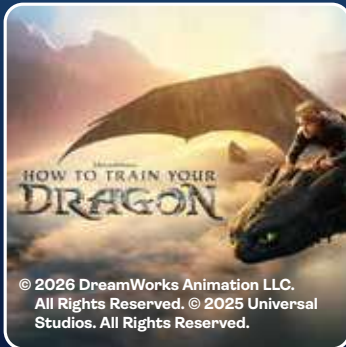 HOW TO TRAIN YOUR
DRAGON
© 2026 DreamWorks Animation LLC.
All Rights Reserved. © 2025 Universal
Studios. All Rights Reserved.